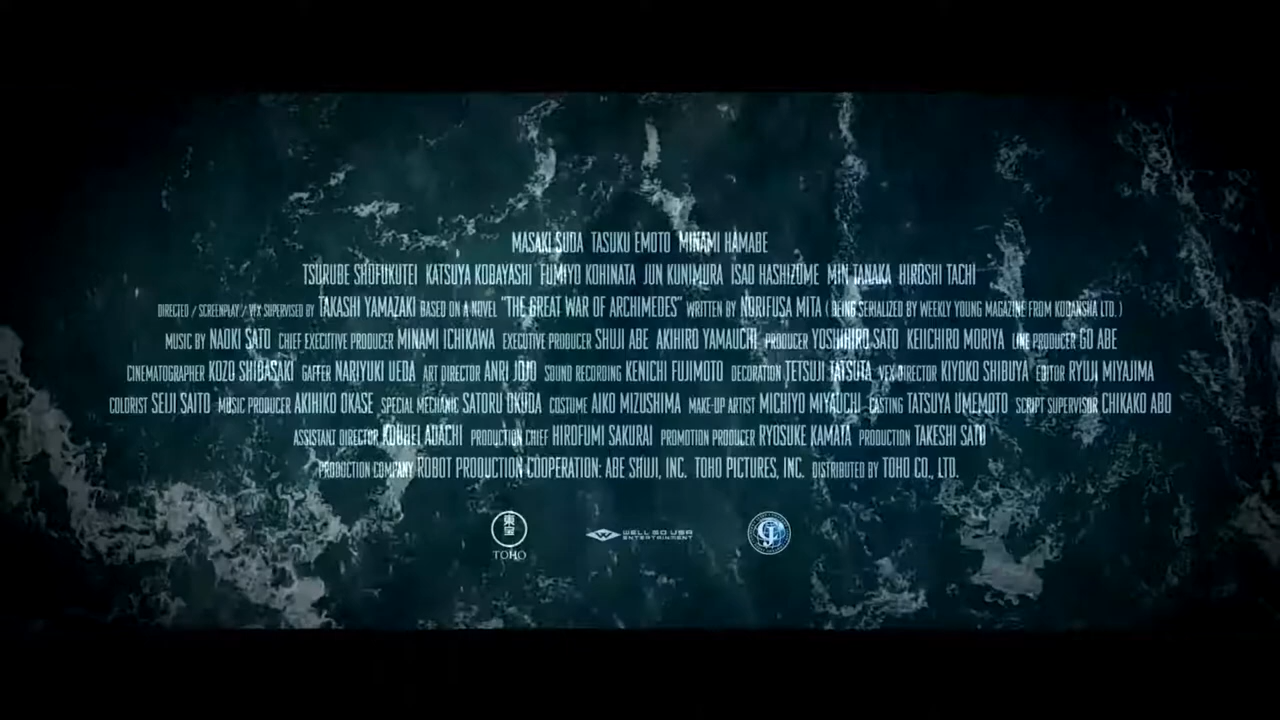 MASAKI SUDA TASUKU EMOTO MINAMI HAMABE
TSURUBE SHOFUKUTEI KATSUYA KOBAYASHI FUMIYO KOHINATA JUN KUNIMURA ISAO HASHIZUME MIN TANAKA HIROSHI TACHI
DIRECTED / SCREENPLAY / VFX SUPERVISED BY TAKASHI YAMAZAKI BASED ON A NOVEL "THE GREAT WAR OF ARCHIMEDES" WRITTEN BY NORIFUSA MITA ( BEING SERIALIZED BY WEEKLY YOUNG MAGAZINE FROM KODANSHA LTD. )
MUSIC BY NAOKI SATO CHIEF EXECUTIVE PRODUCER MINAMI ICHIKAWA EXECUTIVE PRODUCER SHUJI ABE AKIHIRO YAMAUCHI PRODUCER YOSHIHIRO SATO KEIICHIRO MORIYA LINE PRODUCER GO ABE
CINEMATOGRAPHER KOZO SHIBASAKI GAFFER NARIYUKI UEDA ART DIRECTOR ANRI JOJO SOUND RECORDING KENICHI FUJIMOTO DECORATION TETSUJI TATSUTA VFX DIRECTOR KIYOKO SHIBUYA EDITOR RYUJI MIYAJIMA
COLORIST SEIJI SAITO MUSIC PRODUCER AKIHIKO OKASE SPECIAL MECHANIC SATORU OKUDA COSTUME AIKO MIZUSHIMA MAKE-UP ARTIST MICHIYO MIYAUCHI CASTING TATSUYA UMEMOTO SCRIPT SUPERVISOR CHIKAKO ABO
ASSISTANT DIRECTOR KOUHEI ADACHI PRODUCTION CHIEF HIROFUMI SAKURAI PROMOTION PRODUCER RYOSUKE KAMATA PRODUCTION TAKESHI SATO
PRODUCTION COMPANY ROBOT PRODUCTION COOPERATION: ABE SHUJI, INC. TOHO PICTURES, INC. DISTRIBUTED BY TOHO CO., LTD.
東宝
TOHO
WELL GO USA
ENTERTAINMENT